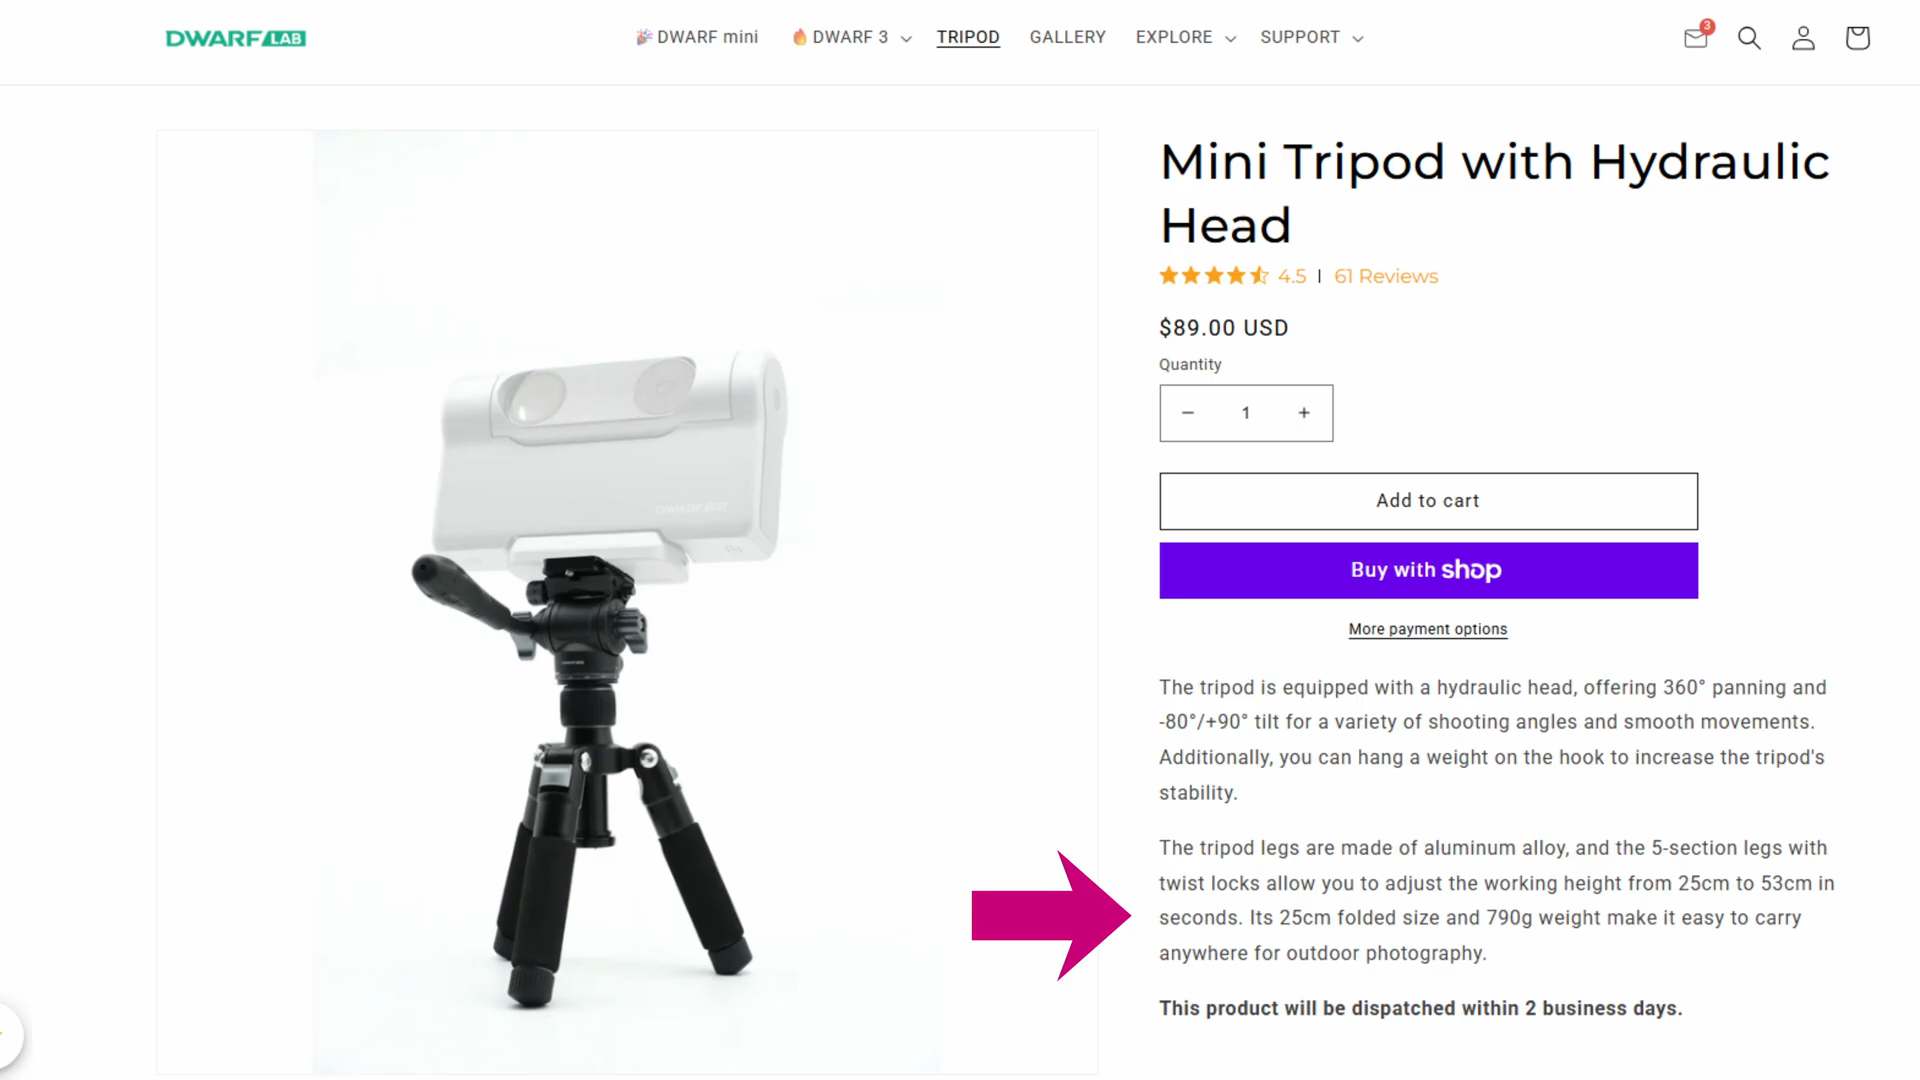 DWARFLAB
DWARF mini
DWARF 3
TRIPOD
GALLERY
EXPLORE
SUPPORT
3
Mini Tripod with Hydraulic
Head
4.5 | 61 Reviews
$89.00 USD
Quantity
− 1 +
Add to cart
Buy with shop
More payment options
The tripod is equipped with a hydraulic head, offering 360° panning and
-80°/+90° tilt for a variety of shooting angles and smooth movements.
Additionally, you can hang a weight on the hook to increase the tripod's
stability.
The tripod legs are made of aluminum alloy, and the 5-section legs with
twist locks allow you to adjust the working height from 25cm to 53cm in
seconds. Its 25cm folded size and 790g weight make it easy to carry
anywhere for outdoor photography.
This product will be dispatched within 2 business days.